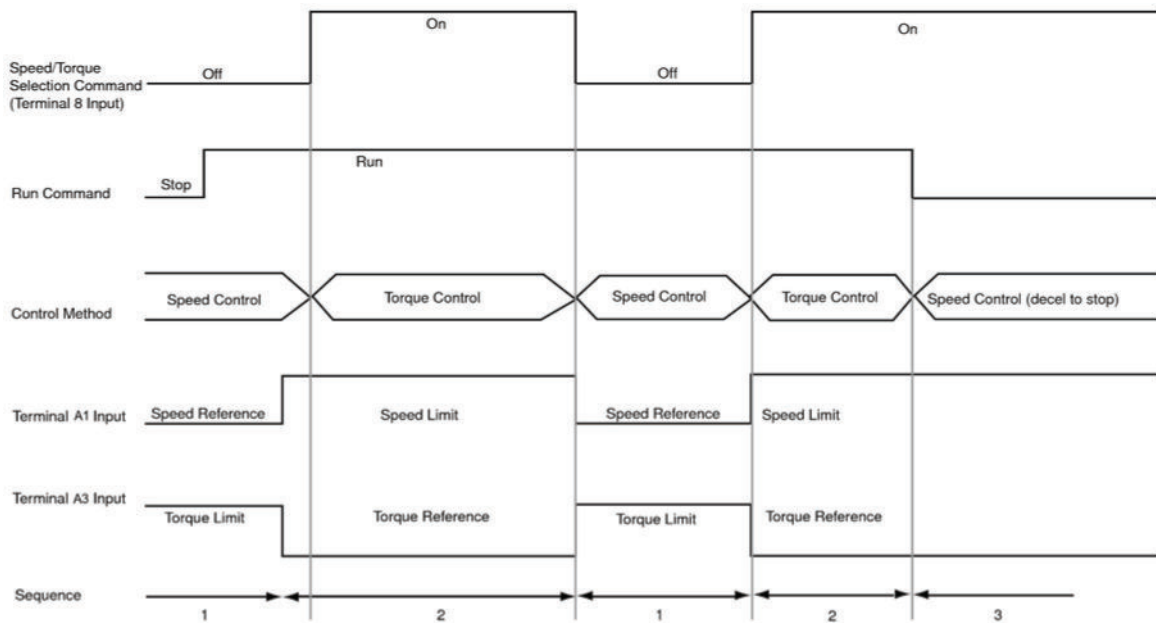 On
On
Speed/Torque
Selection Command
(Terminal 8 Input)
Off
Off
Run
Stop
Run Command
Control Method
Speed Control
Torque Control
Speed Control
Torque Control
Speed Control (decel to stop)
Terminal A1 Input
Speed Reference
Speed Limit
Speed Reference
Speed Limit
Terminal A3 Input
Torque Limit
Torque Reference
Torque Limit
Torque Reference
Sequence
1
2
1
2
3